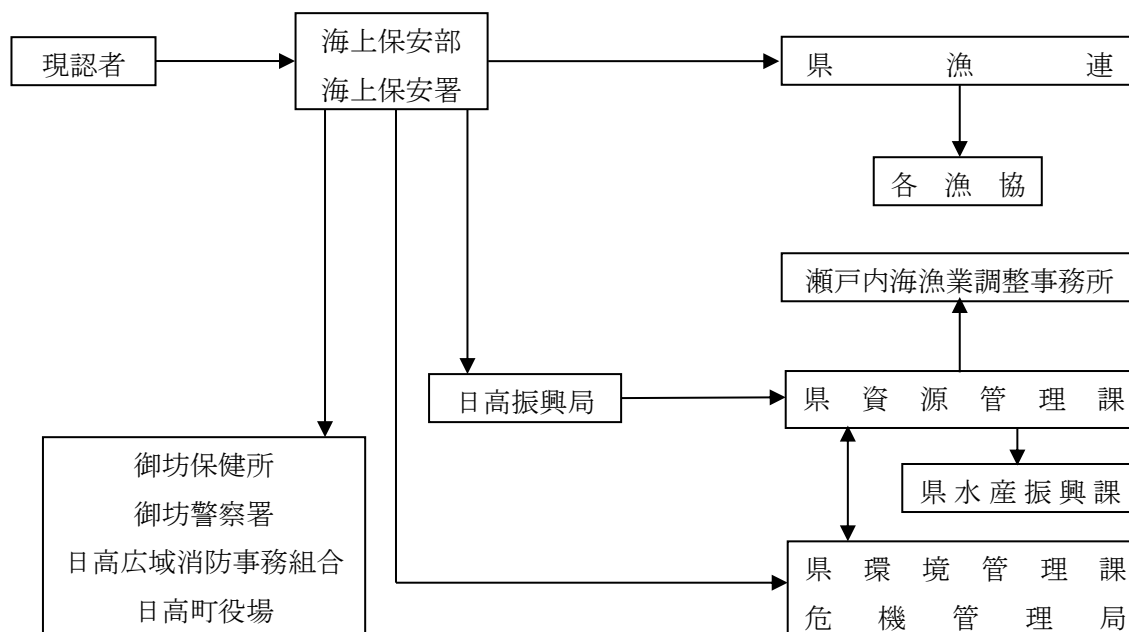 現認者
海上保安部
海上保安署
県漁連
各漁協
瀬戸内海漁業調整事務所
日高振興局
県資源管理課
県水産振興課
御坊保健所
御坊警察署
日高広域消防事務組合
日高町役場
県環境管理課
危機管理局